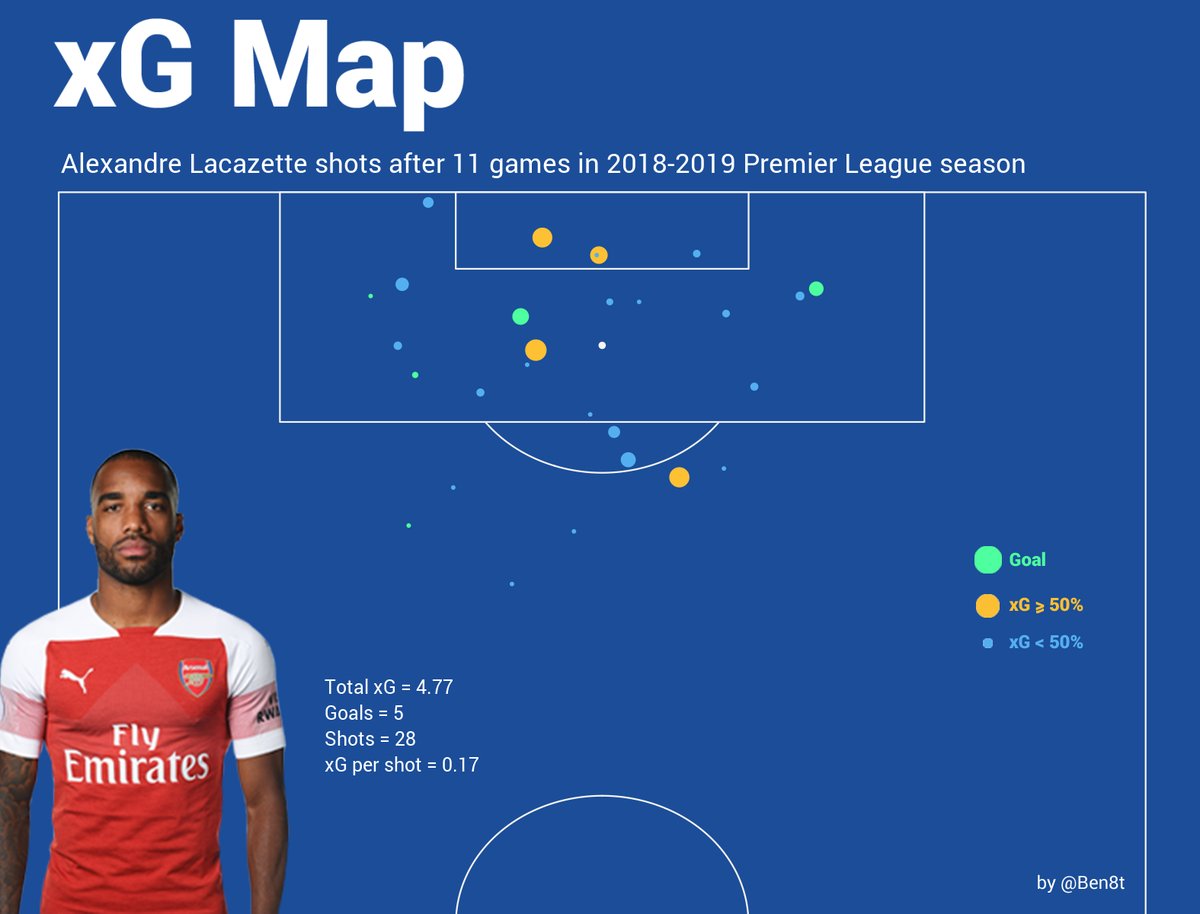 xG Map
Alexandre Lacazette shots after 11 games in 2018-2019 Premier League season
Goal
xG ⩾ 50%
xG < 50%
Total xG = 4.77
Goals = 5
Shots = 28
xG per shot = 0.17
Arsenal
Fly
Emirates
by @Ben8t